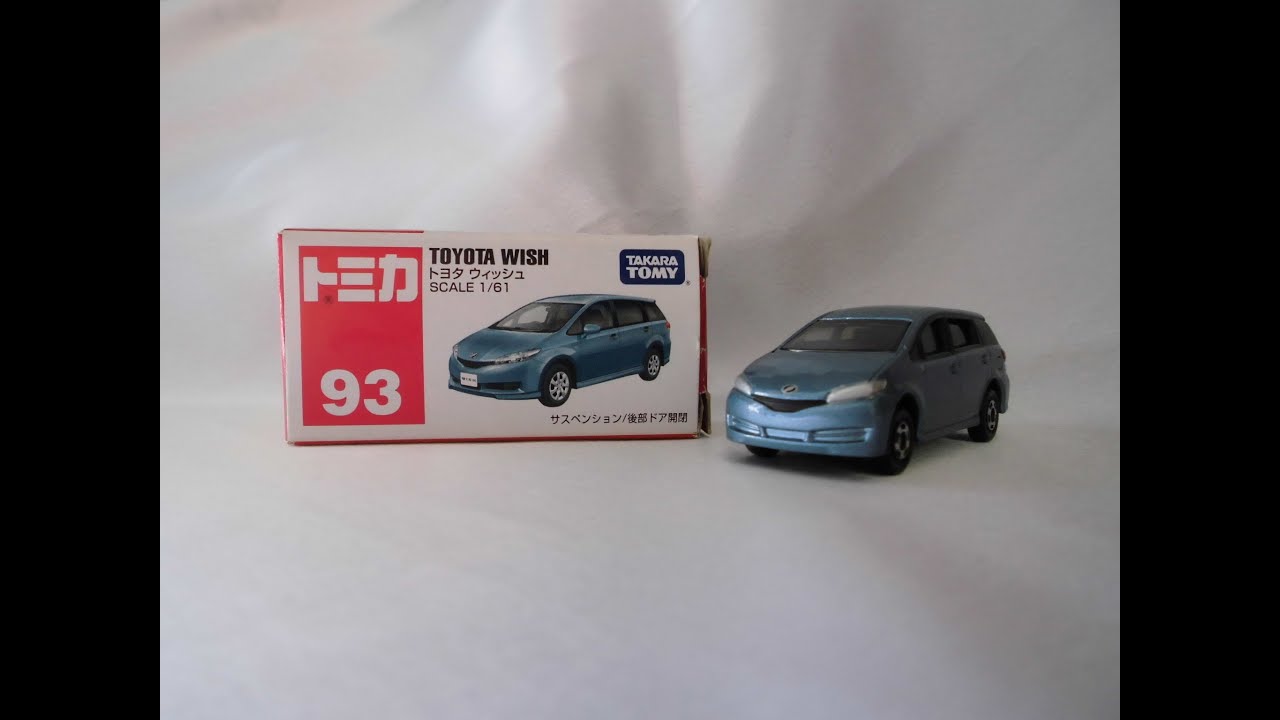 トミカ
93
TOYOTA WISH
トヨタ ウィッシュ
SCALE 1/61
TAKARA
TOMY
サスペンション/後部ドア開閉